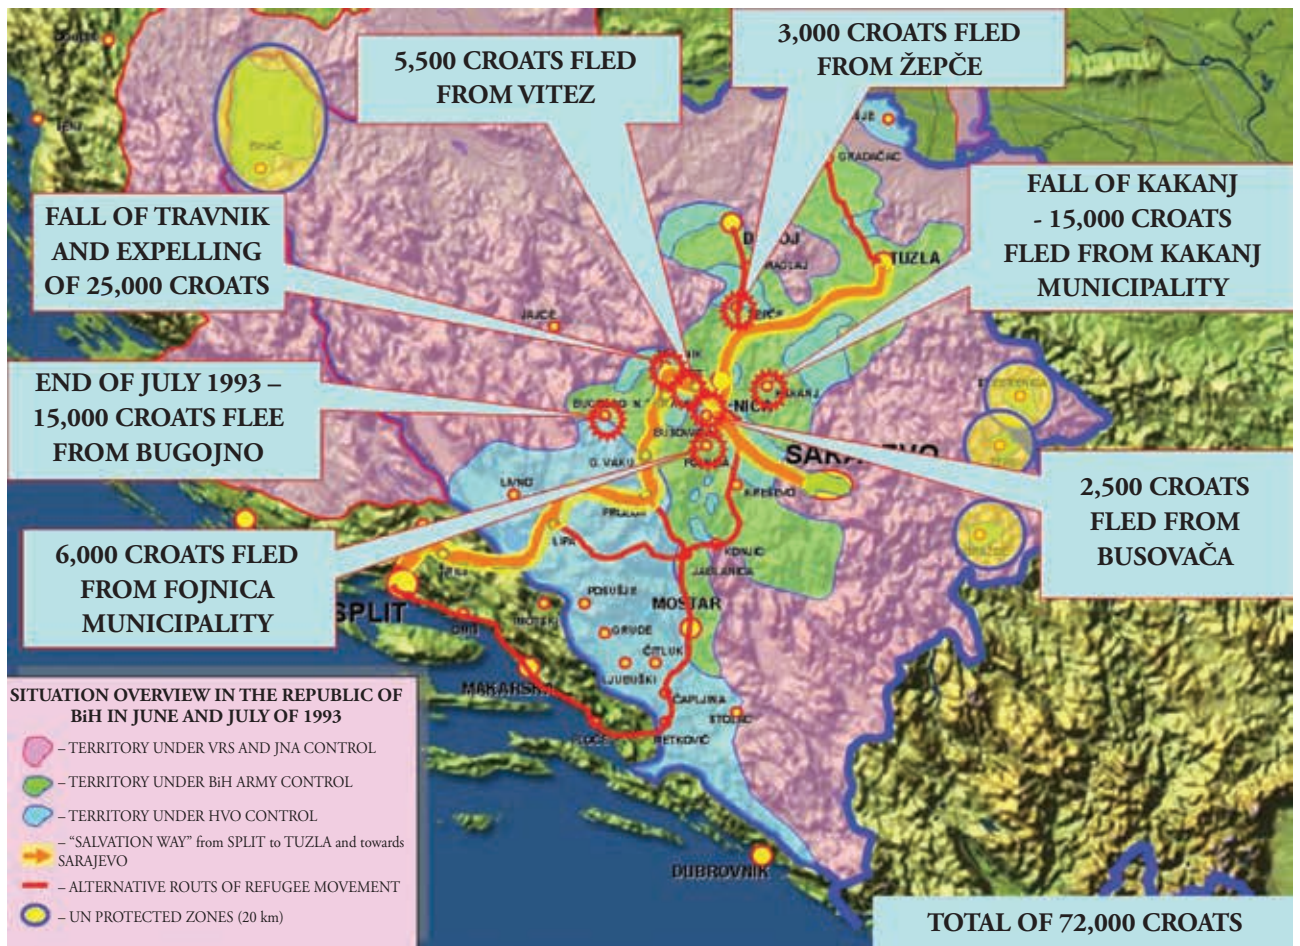 3,000 CROATS FLED
FROM ŽEPČE
5,500 CROATS FLED
FROM VITEZ
FALL OF KAKANJ
- 15,000 CROATS
FLED FROM KAKANJ
MUNICIPALITY
FALL OF TRAVNIK
AND EXPELLING
OF 25,000 CROATS
END OF JULY 1993 –
15,000 CROATS FLEE
FROM BUGOJNO
2,500 CROATS
FLED FROM
BUSOVAČA
6,000 CROATS FLED
FROM FOJNICA
MUNICIPALITY
GRADAČAC
TUZLA
JAJCE
KAKANJ
G. VAKU
LIVNO
KREŠEVO
KONJIC
JABLANICA
LIPA
POSUŠJE
MOSTAR
GRUDE
ČITLUK
LJUBUŠKI
ČAPLJINA
STOLAC
SPLIT
MAKARSKA
PLOČE
METKOVIČ
DUBROVNIK
SITUATION OVERVIEW IN THE REPUBLIC OF
BiH IN JUNE AND JULY OF 1993
– TERRITORY UNDER VRS AND JNA CONTROL
– TERRITORY UNDER BiH ARMY CONTROL
– TERRITORY UNDER HVO CONTROL
– “SALVATION WAY” from SPLIT to TUZLA and towards
SARAJEVO
– ALTERNATIVE ROUTS OF REFUGEE MOVEMENT
– UN PROTECTED ZONES (20 km)
TOTAL OF 72,000 CROATS